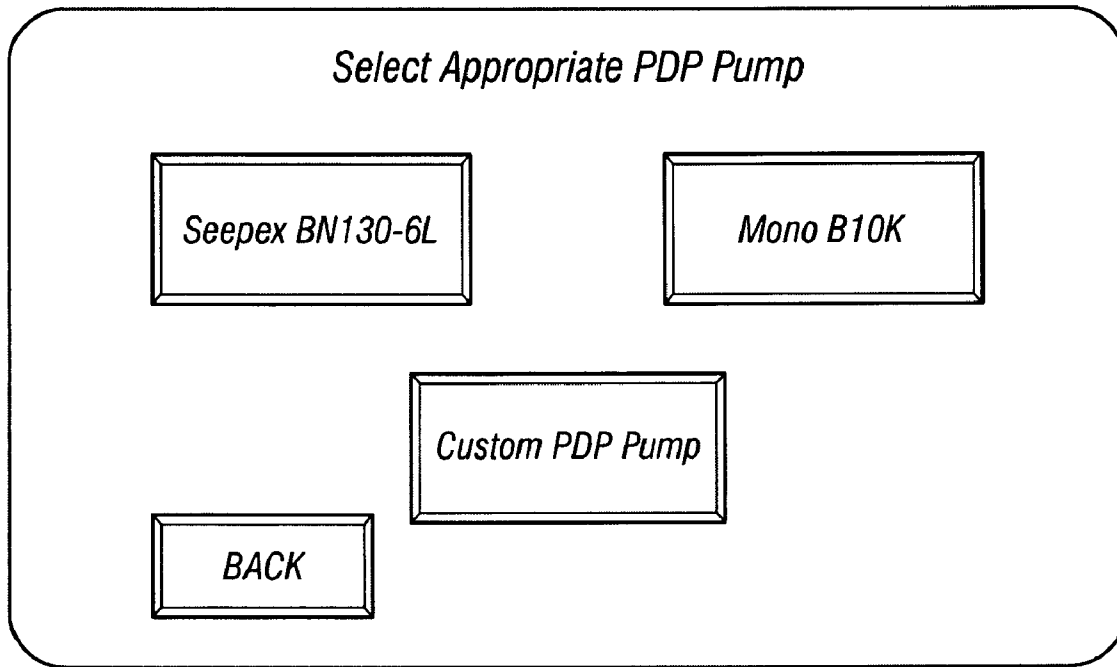 Select Appropriate PDP Pump
Seepex BN130-6L
Mono B10K
Custom PDP Pump
BACK